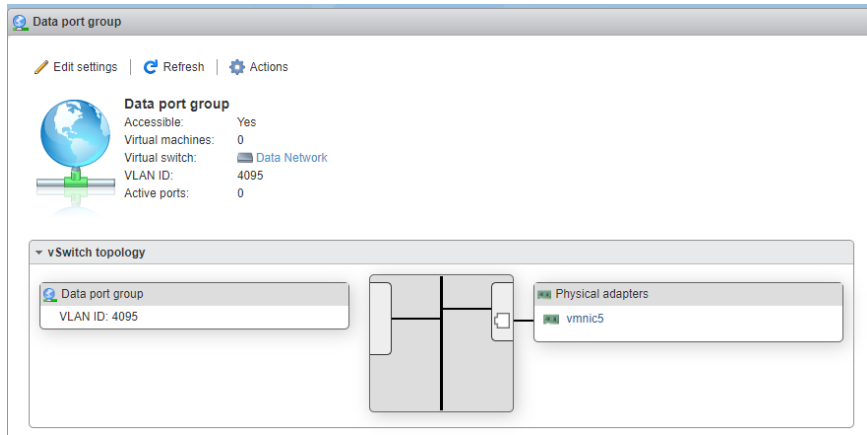 Data port group
Edit settings Refresh Actions
Data port group
Accessible: Yes
Virtual machines: 0
Virtual switch: Data Network
VLAN ID: 4095
Active ports: 0
vSwitch topology
Data port group
VLAN ID: 4095
Physical adapters
vmnic5